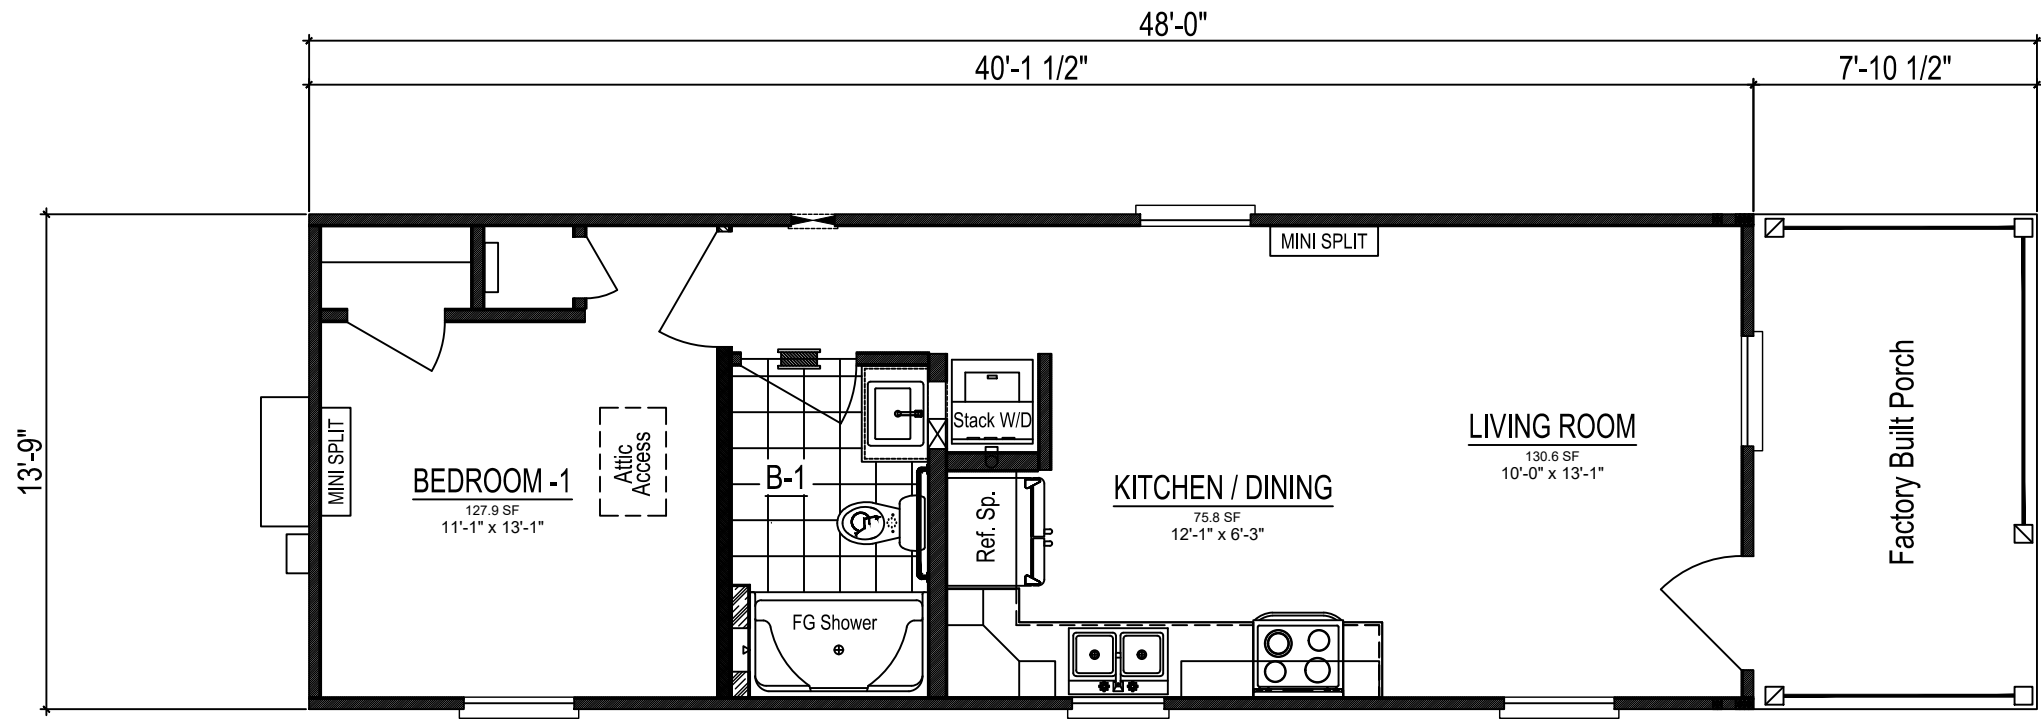 48'-0"
40'-1 1/2"
7'-10 1/2"
13'-9"
MINI SPLIT
MINI SPLIT
BEDROOM -1
127.9 SF
11'-1" x 13'-1"
Attic
Access
B-1
FG Shower
Stack W/D
Ref. Sp.
KITCHEN / DINING
75.8 SF
12'-1" x 6'-3"
LIVING ROOM
130.6 SF
10'-0" x 13'-1"
Factory Built Porch